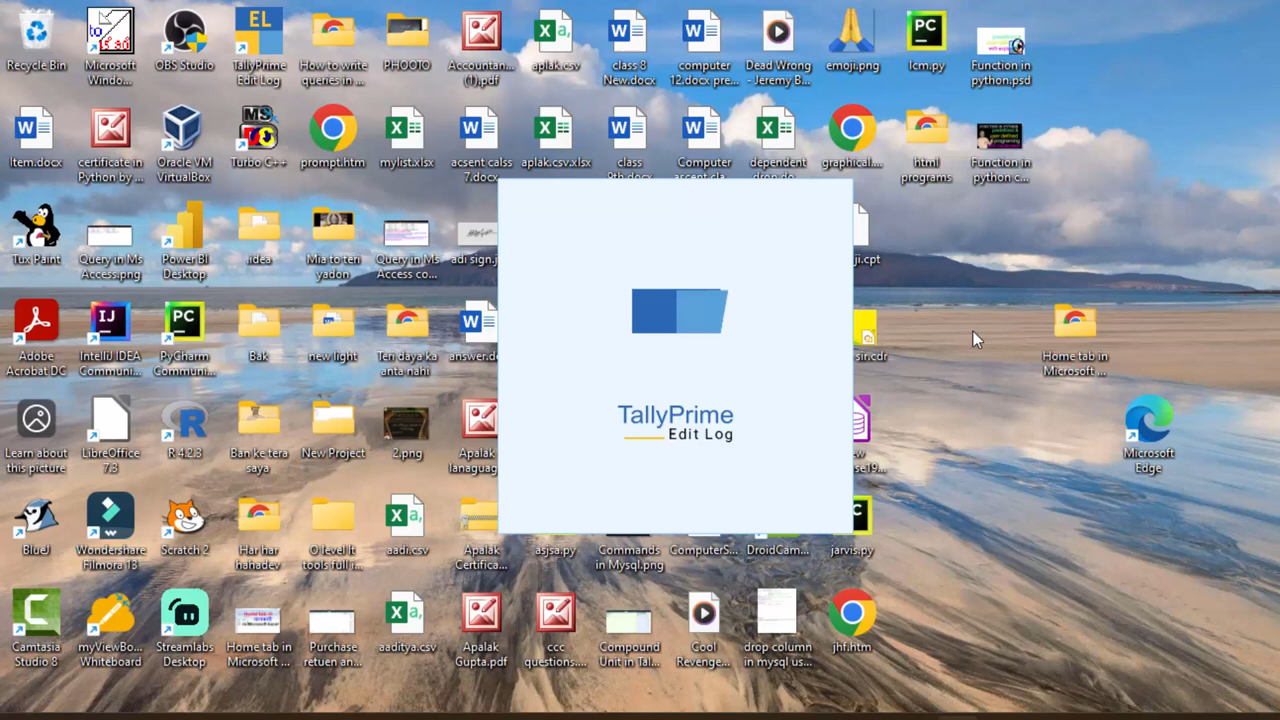 Recycle Bin
Microsoft
Windo...
OBS Studio
TallyPrime
Edit Log
How to write
queries in ...
PHOOTO
Accountan...
(1).pdf
aplak.csv
class 8
New.docx
computer
12.docx pre...
Dead Wrong
- Jeremy B...
emoji.png
lcm.py
Function in
python.psd
Item.docx
certificate in
Python by ...
Oracle VM
VirtualBox
Turbo C++
prompt.htm
mylist.xlsx
acsent calss
7.docx
aplak.csv.xlsx
class
9th.docx
Computer
ascent cla...
dependent
drop do...
graphical....
html
programs
Function in
python c...
Tux Paint
Query in Ms
Access.png
Power BI
Desktop
.idea
Mia to teri
yadon
Query in Ms
Access co...
adi sign.j
ji.cpt
Adobe
Acrobat DC
IntelliJ IDEA
Communi...
PyCharm
Communi...
Bak
new light
Teri daya ka
anta nahi
answer.d
sir.cdr
Home tab in
Microsoft ...
TallyPrime
Edit Log
Learn about
this picture
LibreOffice
7.3
R 4.2.3
Ban ke tera
saya
New Project
2.png
Apalak
lanaguag
se19...
Microsoft
Edge
BlueJ
Wondershare
Filmora 13
Scratch 2
Har har
hahadev
O level It
tools full i...
aadi.csv
Apalak
Certifica...
asjsa.py
Commands
in Mysql.png
ComputerS...
DroidCam...
jarvis.py
Camtasia
Studio 8
myViewBo...
Whiteboard
Streamlabs
Desktop
Home tab in
Microsoft ...
Purchase
retuen an...
aaditya.csv
Apalak
Gupta.pdf
ccc
questions....
Compound
Unit in Tal...
Cool
Revenge...
drop column
in mysql us...
jhf.htm